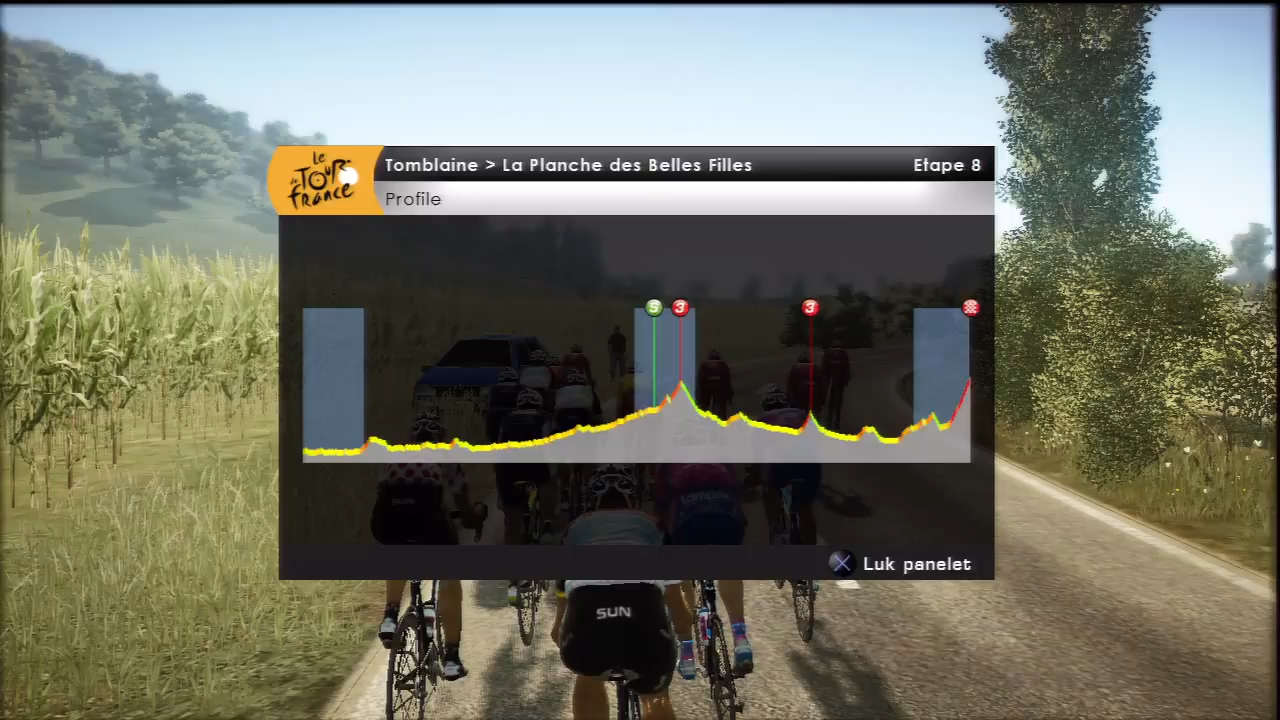 Le
TOUR
de
france
Tomblaine > La Planche des Belles Filles
Etape 8
Profile
S
3
3
Luk panelet
SUN